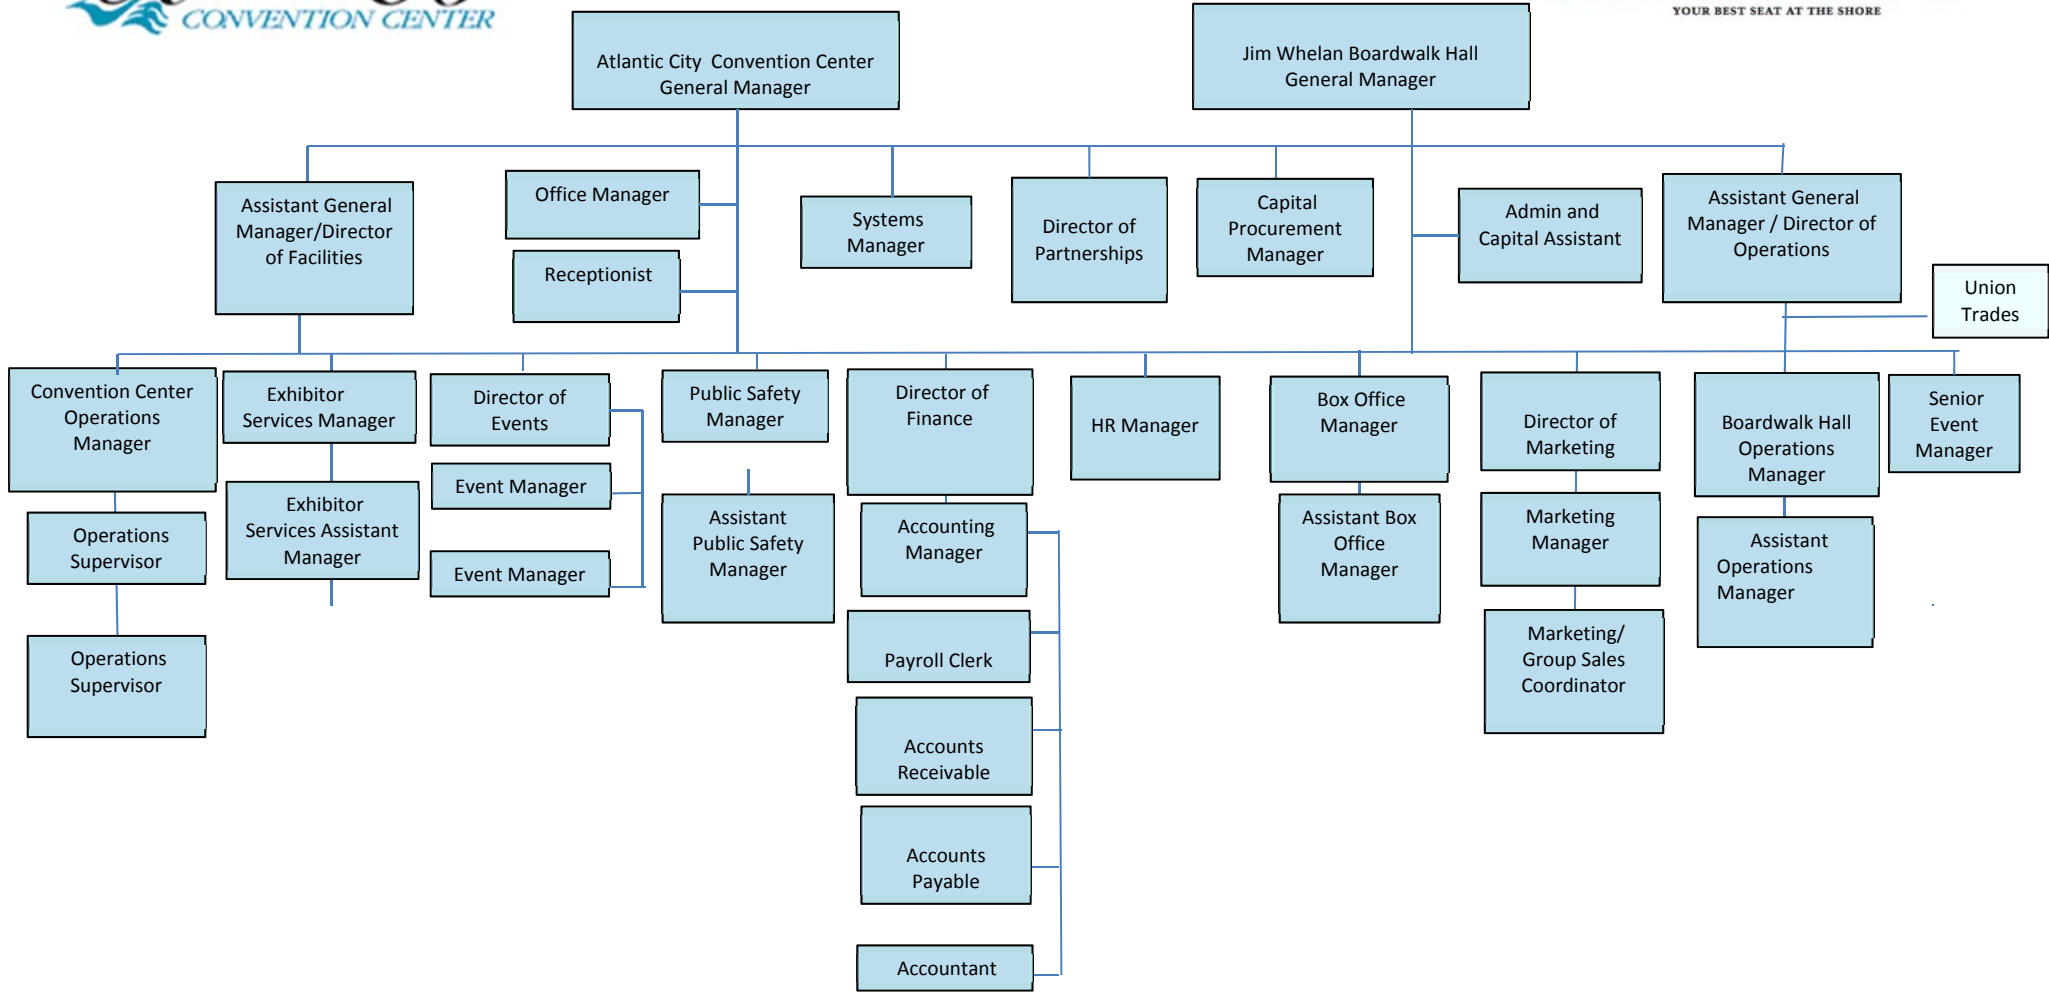 CONVENTION CENTER
YOUR BEST SEAT AT THE SHORE
Atlantic City Convention Center
General Manager
Jim Whelan Boardwalk Hall
General Manager
Assistant General
Manager/Director
of Facilities
Office Manager
Receptionist
Systems
Manager
Director of
Partnerships
Capital
Procurement
Manager
Admin and
Capital Assistant
Assistant General
Manager / Director of
Operations
Union
Trades
Convention Center
Operations
Manager
Exhibitor
Services Manager
Director of
Events
Public Safety
Manager
Director of
Finance
HR Manager
Box Office
Manager
Director of
Marketing
Boardwalk Hall
Operations
Manager
Senior
Event
Manager
Operations
Supervisor
Exhibitor
Services Assistant
Manager
Event Manager
Event Manager
Assistant
Public Safety
Manager
Accounting
Manager
Assistant Box
Office
Manager
Marketing
Manager
Assistant
Operations
Manager
Operations
Supervisor
Payroll Clerk
Marketing/
Group Sales
Coordinator
Accounts
Receivable
Accounts
Payable
Accountant